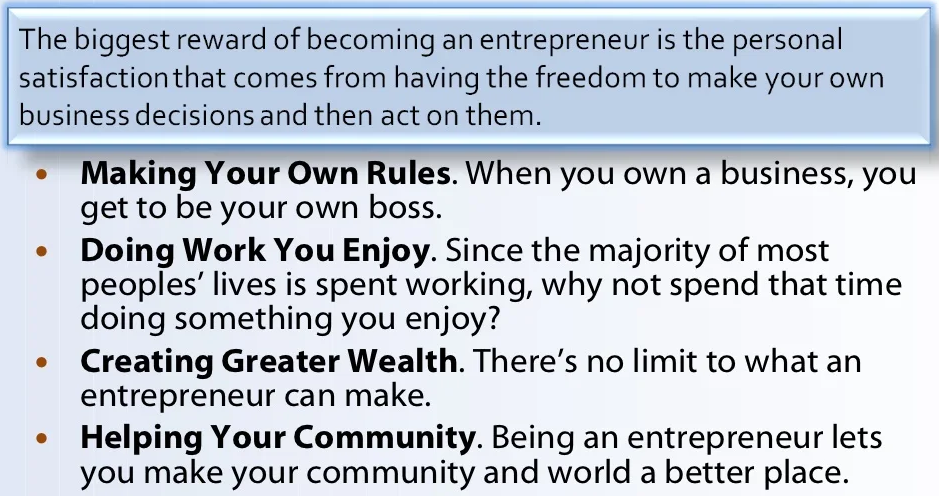 The biggest reward of becoming an entrepreneur is the personal
satisfaction that comes from having the freedom to make your own
business decisions and then act on them.
• Making Your Own Rules. When you own a business, you
get to be your own boss.
• Doing Work You Enjoy. Since the majority of most
peoples’ lives is spent working, why not spend that time
doing something you enjoy?
• Creating Greater Wealth. There’s no limit to what an
entrepreneur can make.
• Helping Your Community. Being an entrepreneur lets
you make your community and world a better place.